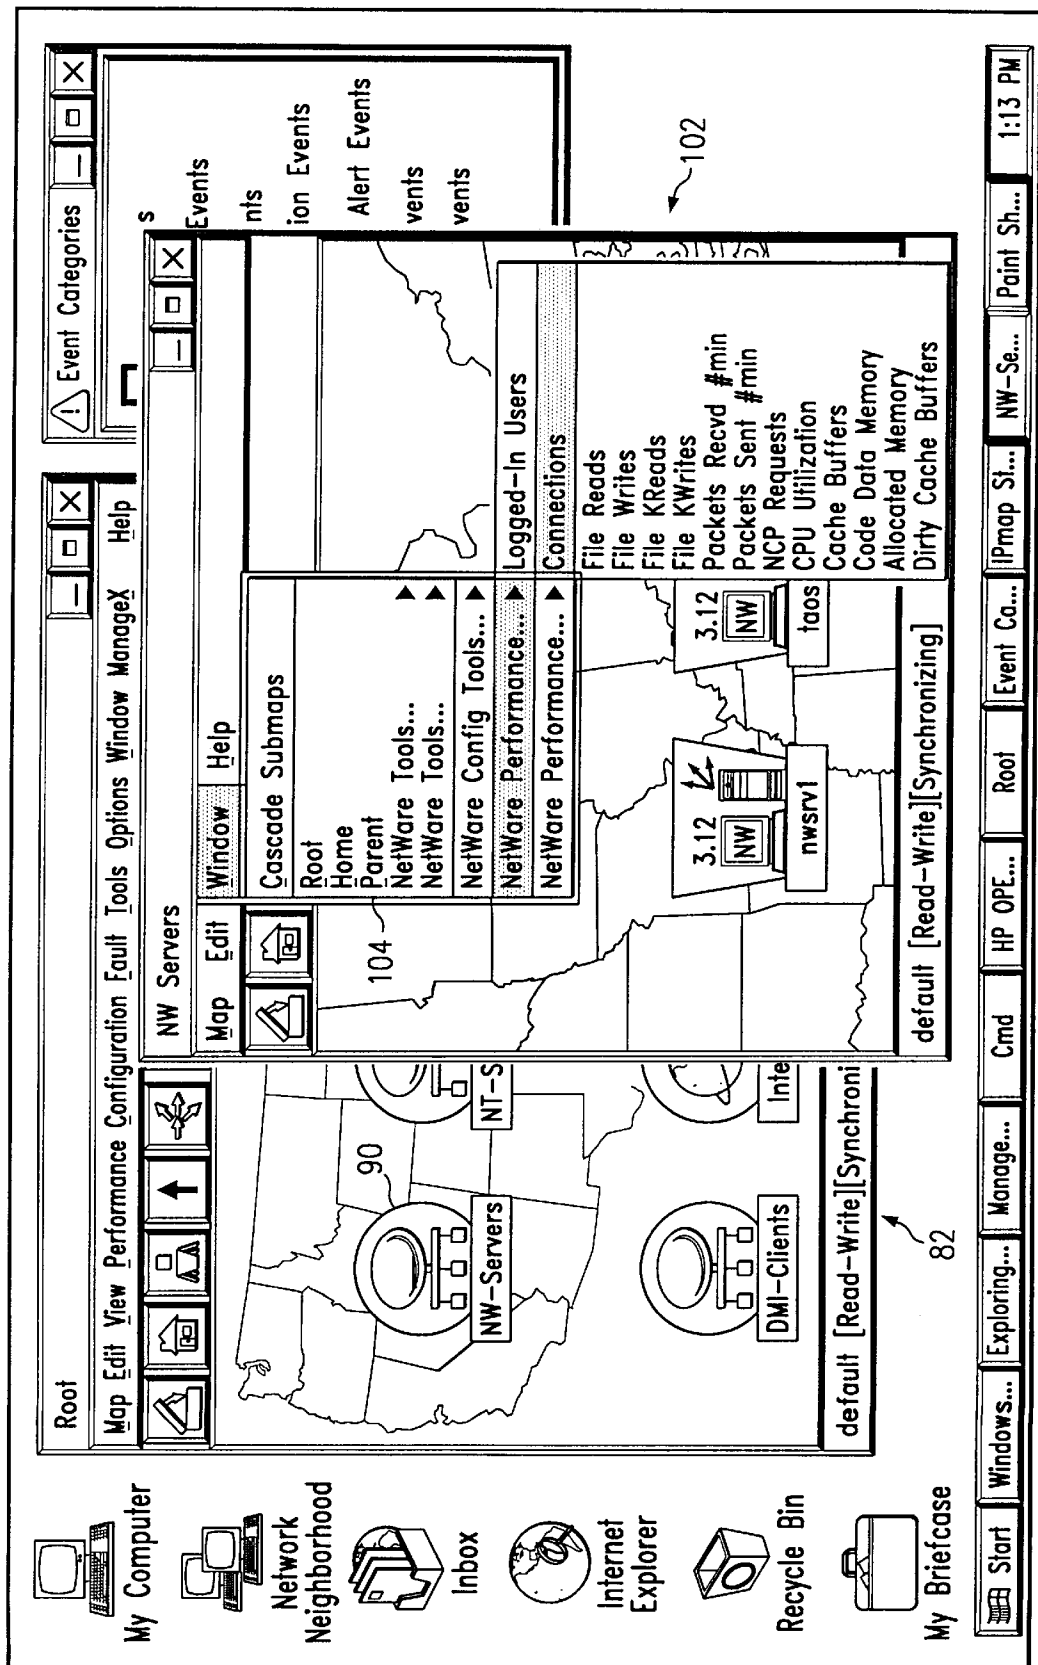 My Computer
Network
Neighborhood
Inbox
Internet
Explorer
Recycle Bin
My Briefcase
Root
Map Edit View Performance Configuration Fault Tools Options Window ManageX Help
NW-Servers
90
NT-S
DMI-Clients
Inte
default [Read-Write][Synchroni
82
Event Categories
s
Events
nts
ion Events
Alert Events
vents
vents
NW Servers
Map Edit Window Help
Cascade Submaps
Root
Home
Parent
NetWare Tools...
NetWare Tools...
NetWare Config Tools...
NetWare Performance...
NetWare Performance...
104
Logged-In Users
Connections
File Reads
File Writes
File KReads
File KWrites
Packets Recvd #min
Packets Sent #min
NCP Requests
CPU Utilization
Cache Buffers
Code Data Memory
Allocated Memory
Dirty Cache Buffers
3.12
NW
nwsrv1
3.12
NW
taos
default [Read-Write][Synchronizing]
102
Start
Windows...
Exploring...
Manage...
Cmd
HP OPE...
Root
Event Ca...
IPmap St...
NW-Se...
Paint Sh...
1:13 PM